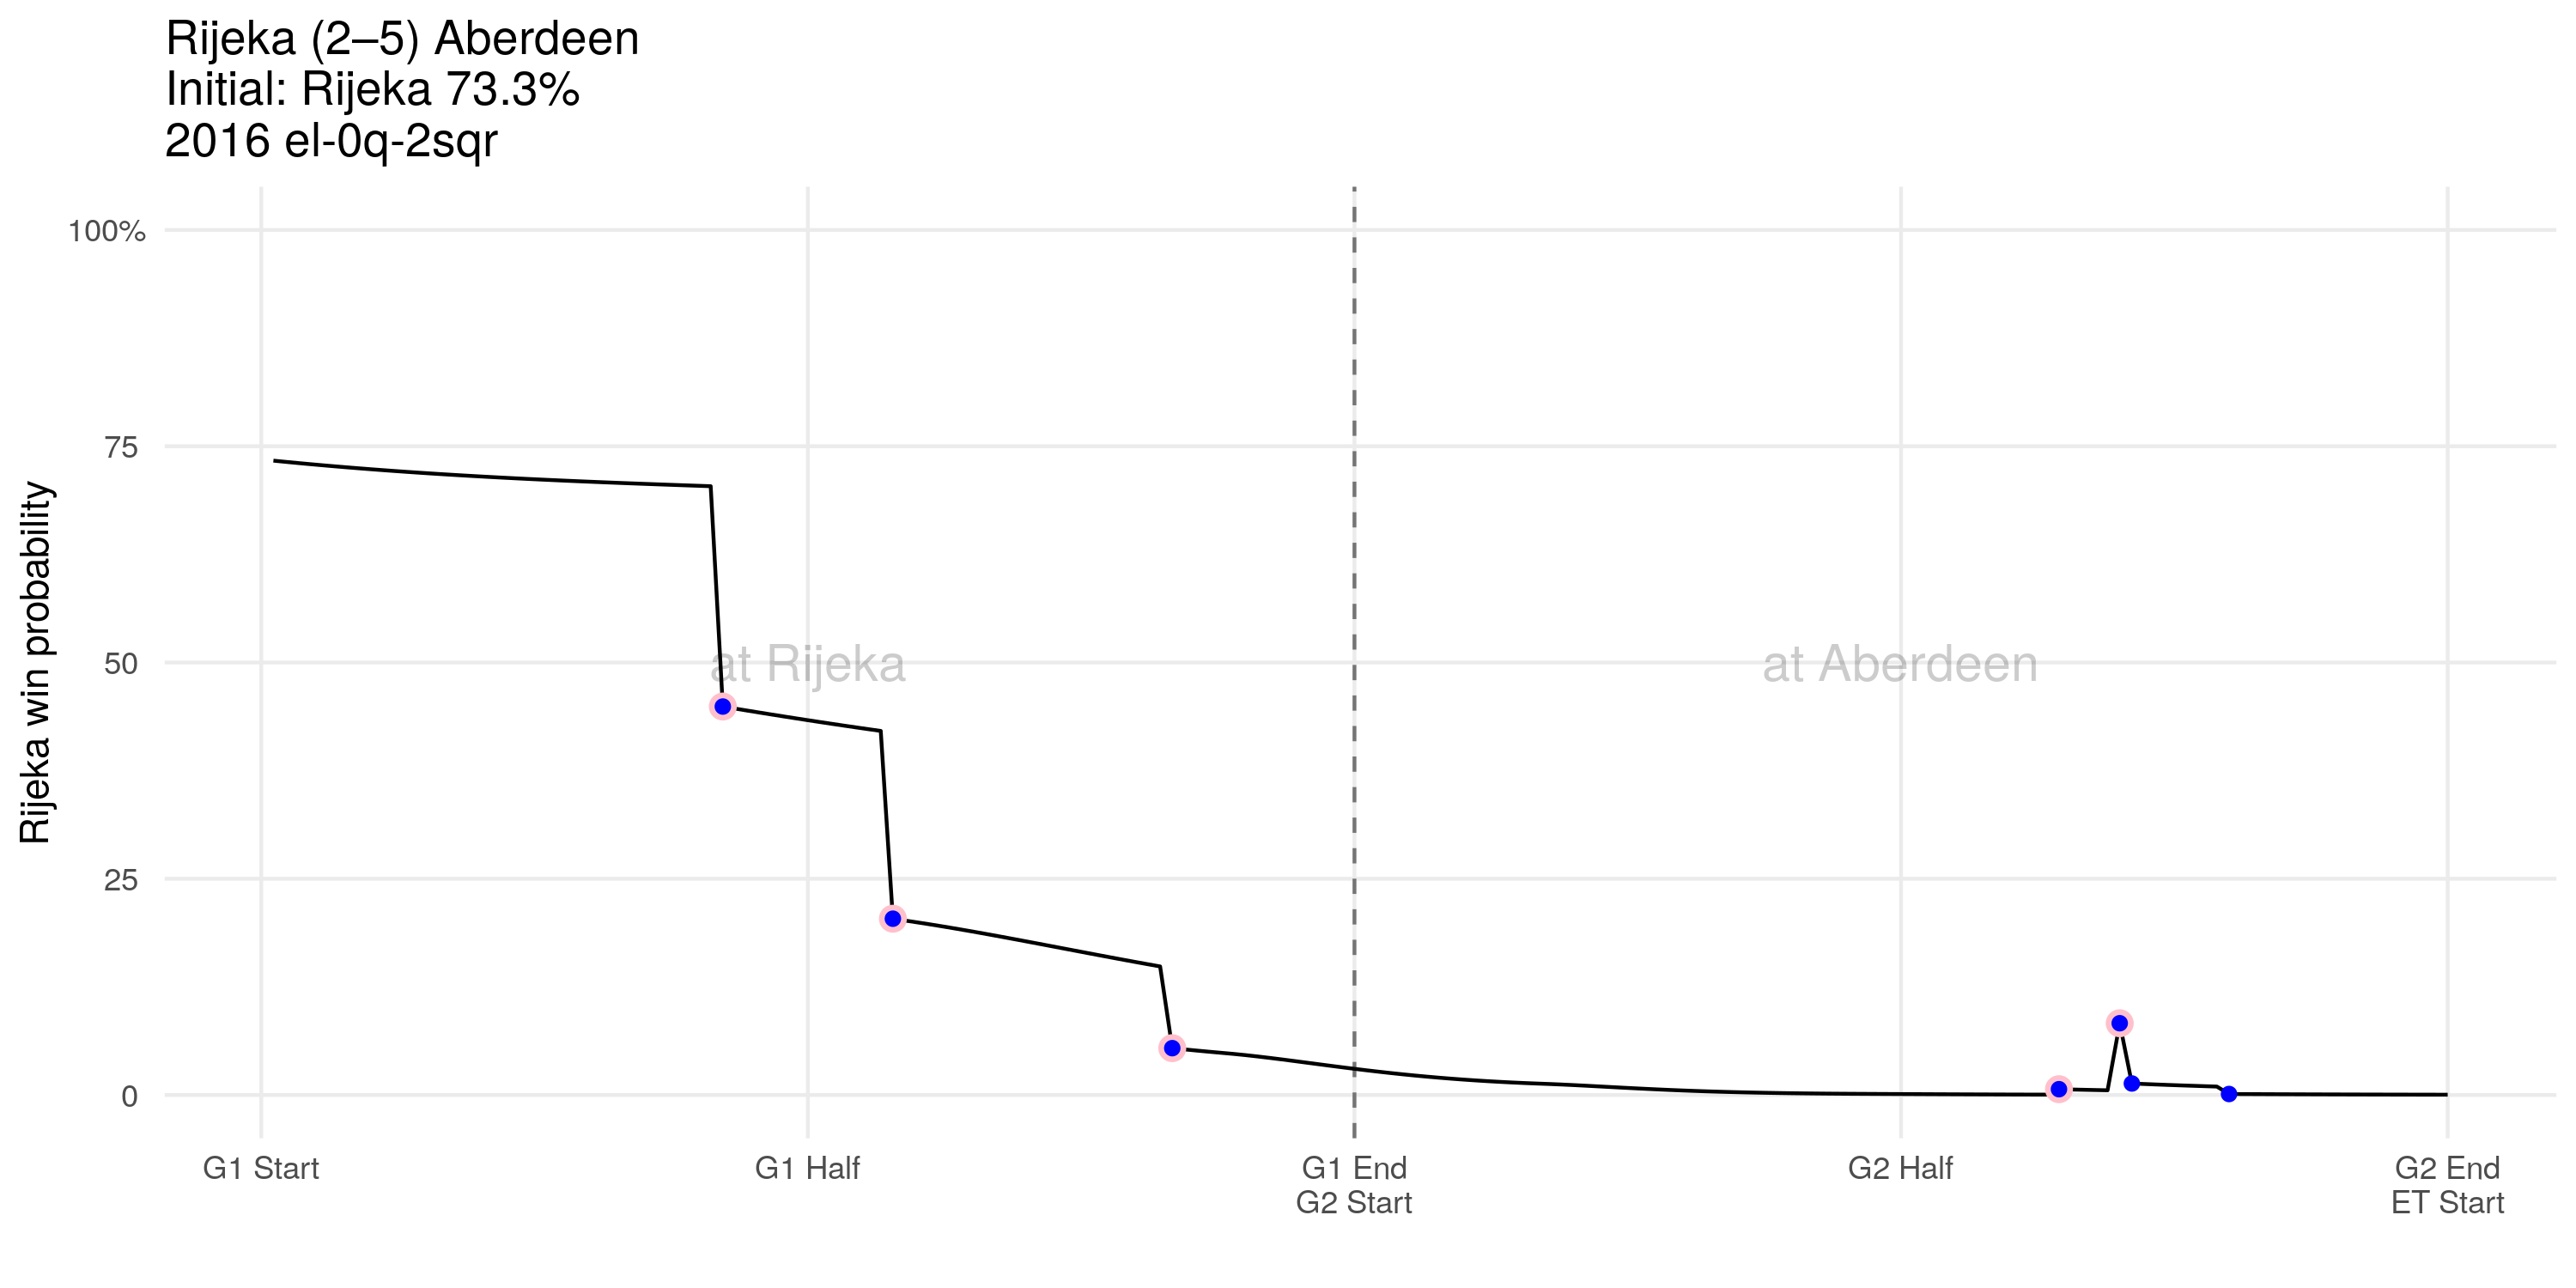 Rijeka (2–5) Aberdeen
Initial: Rijeka 73.3%
2016 el-0q-2sqr
Rijeka win probability
100%
75
50
25
0
at Rijeka
at Aberdeen
G1 Start
G1 Half
G1 End
G2 Start
G2 Half
G2 End
ET Start